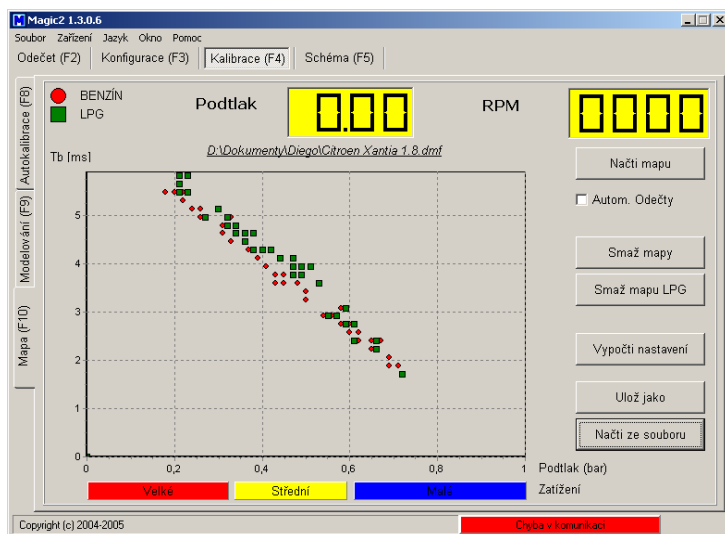 Magic2 1.3.0.6
Soubor Zařízení Jazyk Okno Pomoc
Odečet (F2) Konfigurace (F3) Kalibrace (F4) Schéma (F5)
Autokalibrace (F8)
Modelování (F9)
Mapa (F10)
BENZÍN
LPG
Podtlak
0.00
RPM
0000
D:\Dokumenty\Diego\Citroen Xantia 1.8.dmf
Tb [ms]
5
4
3
2
1
0
0 0,2 0,4 0,6 0,8 1
Podtlak (bar)
Velké Střední Malá Zatížení
Načti mapu
Autom. Odečty
Smaž mapy
Smaž mapu LPG
Vypočti nastavení
Ulož jako
Načti ze souboru
Copyright (c) 2004-2005
Chyba v komunikaci